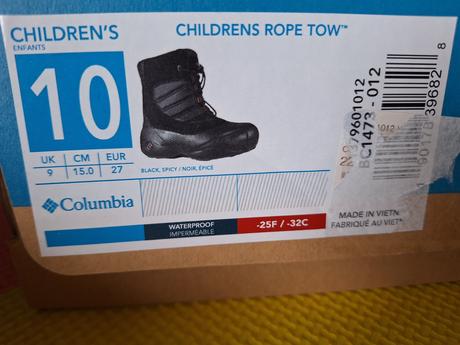 CHILDREN'S
ENFANTS
CHILDRENS ROPE TOW™
10
UK CM EUR
9 15.0 27
BLACK, SPICY / NOIR, ÉPICÉ
Columbia
WATERPROOF
IMPERMÉABLE
-25F / -32C
MADE IN VIETN
FABRIQUÉ AU VIET
BC1473-012